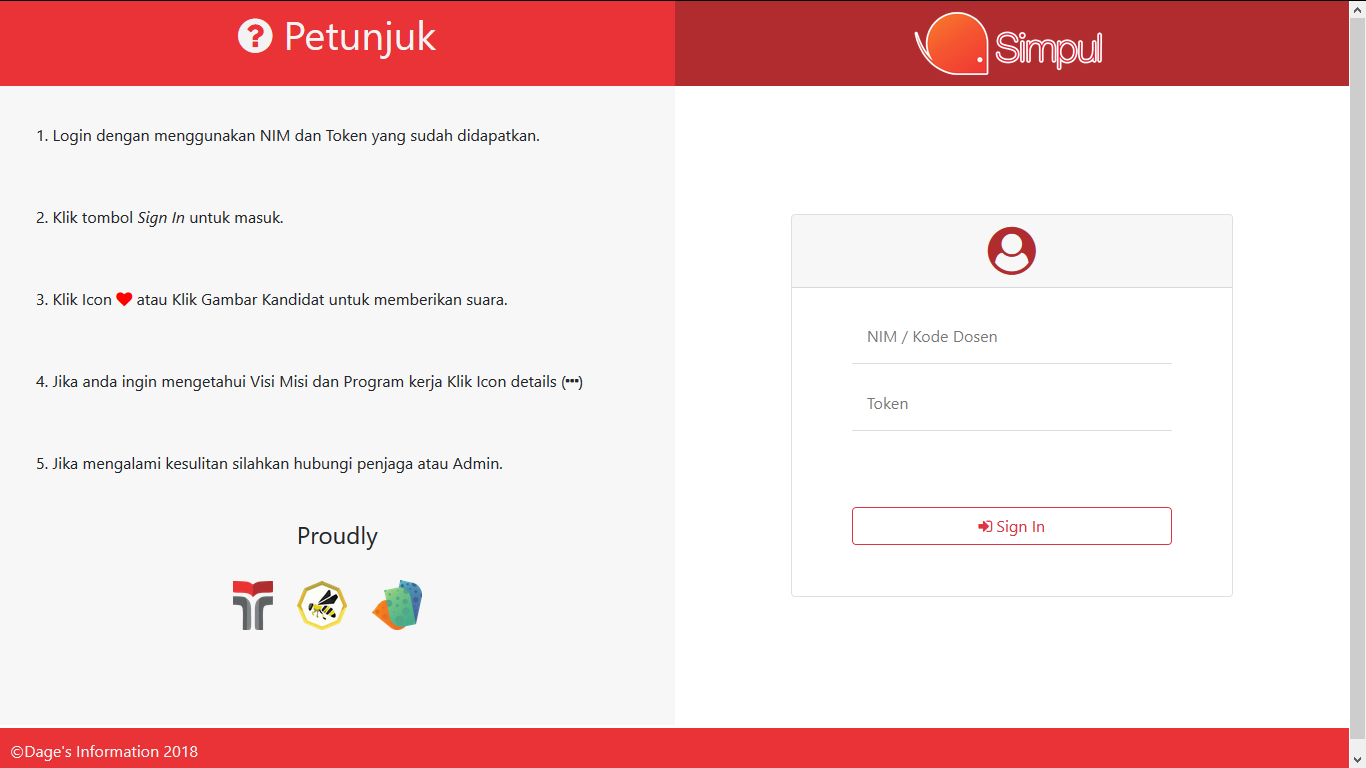 Petunjuk
Simpul
1. Login dengan menggunakan NIM dan Token yang sudah didapatkan.
2. Klik tombol Sign In untuk masuk.
3. Klik Icon ❤ atau Klik Gambar Kandidat untuk memberikan suara.
4. Jika anda ingin mengetahui Visi Misi dan Program kerja Klik Icon details (•••)
5. Jika mengalami kesulitan silahkan hubungi penjaga atau Admin.
Proudly
NIM / Kode Dosen
Token
Sign In
©Dage's Information 2018